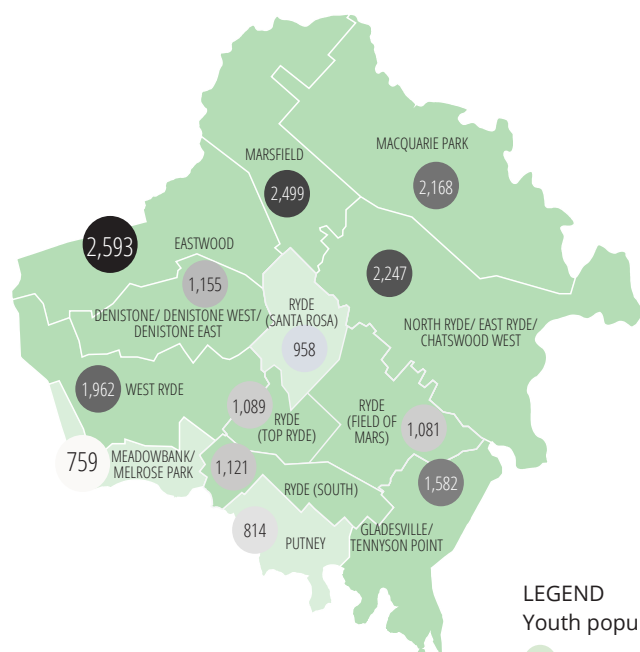 MACQUARIE PARK
MARSFIELD
2,168
2,499
2,593
EASTWOOD
2,247
1,155
RYDE
(SANTA ROSA)
DENISTONE/ DENISTONE WEST/
DENISTONE EAST
NORTH RYDE/ EAST RYDE/
CHATSWOOD WEST
958
1,962
WEST RYDE
1,089
RYDE
(TOP RYDE)
RYDE
(FIELD OF
MARS)
1,081
759
MEADOWBANK/
MELROSE PARK
1,121
RYDE (SOUTH)
1,582
814
PUTNEY
GLADESVILLE/
TENNYSON POINT
LEGEND
Youth popu